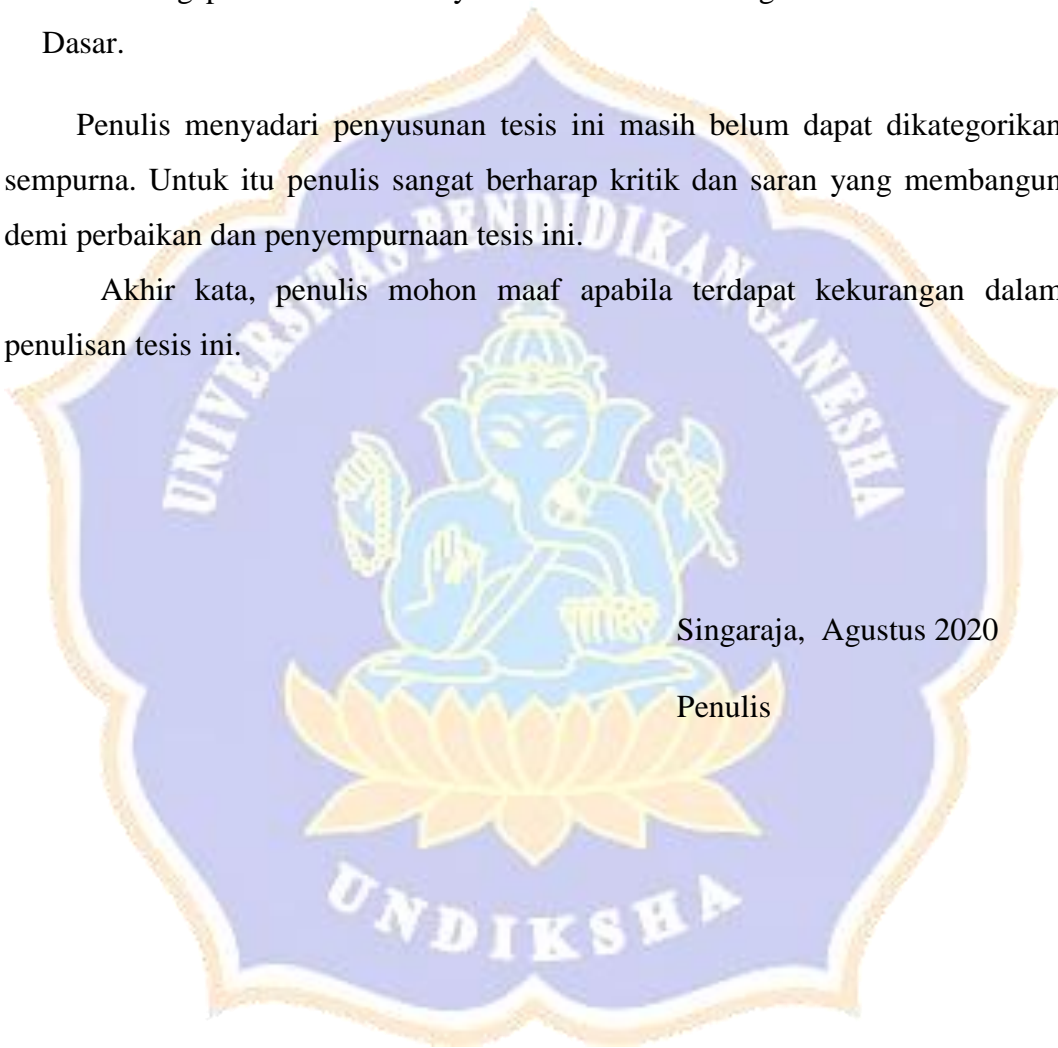 Dasar.
Penulis menyadari penyusunan tesis ini masih belum dapat dikategorikan
sempurna. Untuk itu penulis sangat berharap kritik dan saran yang membangun
demi perbaikan dan penyempurnaan tesis ini.
Akhir kata, penulis mohon maaf apabila terdapat kekurangan dalam
penulisan tesis ini.
UNIVERSITAS PENDIDIKAN GANESHA
Singaraja, Agustus 2020
Penulis
UNDIKSHA